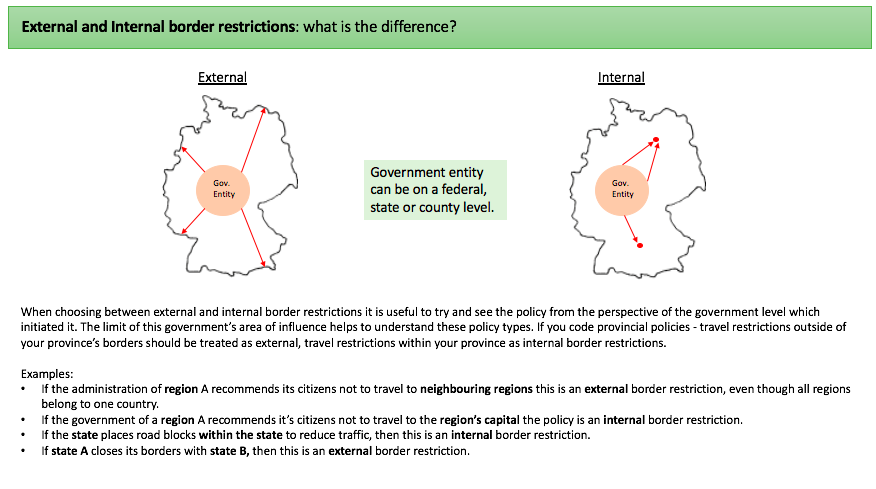 External and Internal border restrictions: what is the difference?
External
Internal
Gov.
Entity
Government entity
can be on a federal,
state or county level.
Gov.
Entity
When choosing between external and internal border restrictions it is useful to try and see the policy from the perspective of the government level which
initiated it. The limit of this government's area of influence helps to understand these policy types. If you code provincial policies - travel restrictions outside of
your province's borders should be treated as external, travel restrictions within your province as internal border restrictions.
Examples:
• If the administration of region A recommends its citizens not to travel to neighbouring regions this is an external border restriction, even though all regions
belong to one country.
• If the government of a region A recommends it's citizens not to travel to the region's capital the policy is an internal border restriction.
• If the state places road blocks within the state to reduce traffic, then this is an internal border restriction.
• If state A closes its borders with state B, then this is an external border restriction.